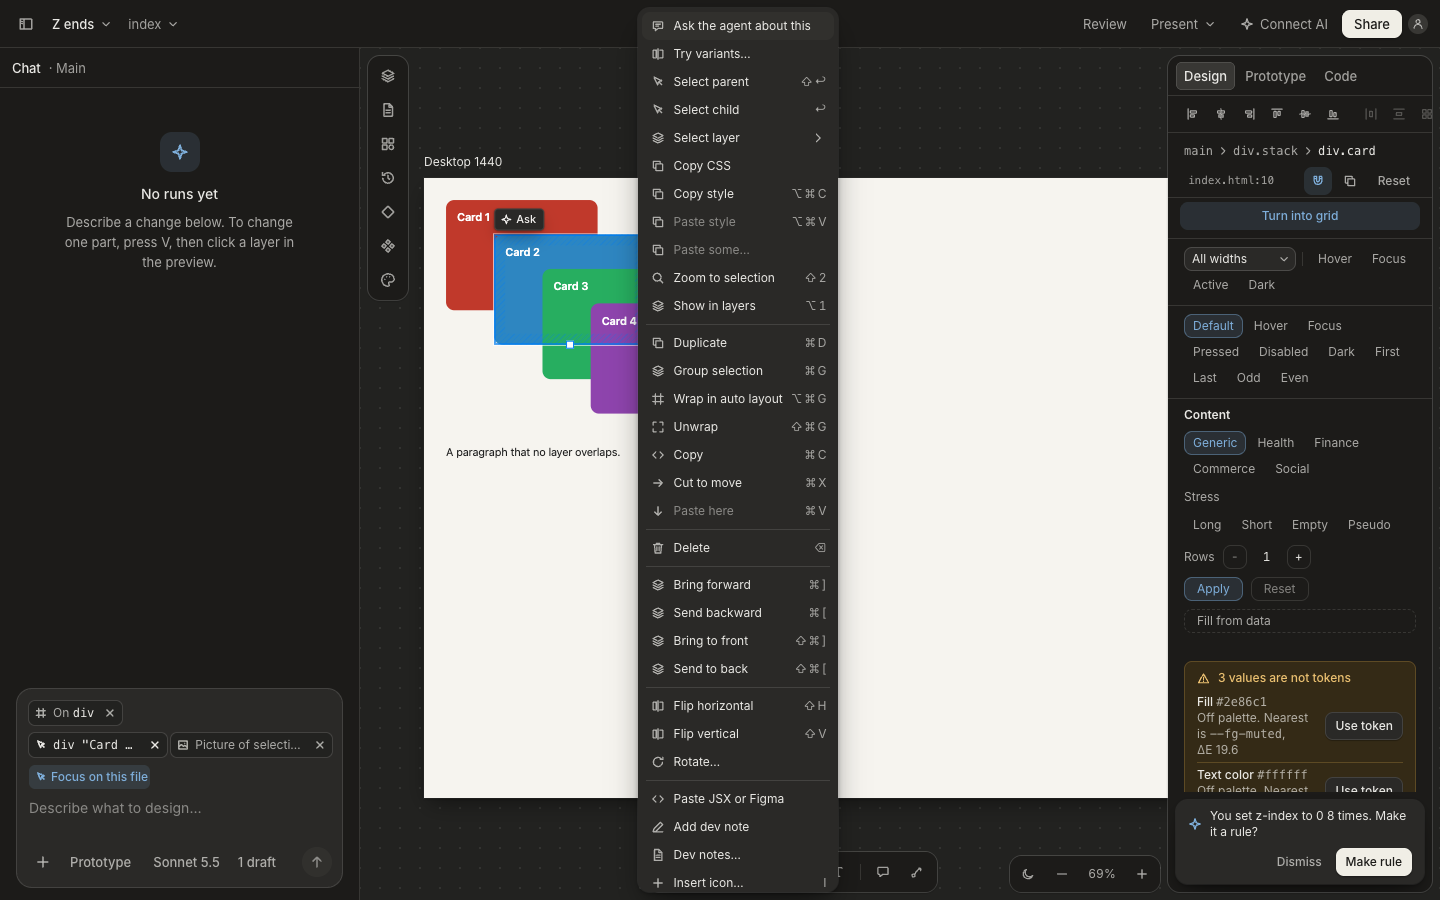 Z ends
index
Review
Present
Connect AI
Share
Chat · Main
No runs yet
Describe a change below. To change
one part, press V, then click a layer in
the preview.
On div
div "Card …
Picture of selecti…
Focus on this file
Describe what to design…
Prototype
Sonnet 5.5
1 draft
Desktop 1440
Card 1
Ask
Card 2
Card 3
Card 4
A paragraph that no layer overlaps.
Ask the agent about this
Try variants…
Select parent ⇧ ↩
Select child ↩
Select layer
Copy CSS
Copy style ⌥ ⌘ C
Paste style ⌥ ⌘ V
Paste some…
Zoom to selection ⇧ 2
Show in layers ⌥ 1
Duplicate ⌘ D
Group selection ⌘ G
Wrap in auto layout ⌥ ⌘ G
Unwrap ⇧ ⌘ G
Copy ⌘ C
Cut to move ⌘ X
Paste here ⌘ V
Delete ⌫
Bring forward ⌘ ]
Send backward ⌘ [
Bring to front ⇧ ⌘ ]
Send to back ⇧ ⌘ [
Flip horizontal ⇧ H
Flip vertical ⇧ V
Rotate…
Paste JSX or Figma
Add dev note
Dev notes…
Insert icon… I
69%
Design
Prototype
Code
main > div.stack > div.card
index.html:10
Reset
Turn into grid
All widths
Hover
Focus
Active
Dark
Default
Hover
Focus
Pressed
Disabled
Dark
First
Last
Odd
Even
Content
Generic
Health
Finance
Commerce
Social
Stress
Long
Short
Empty
Pseudo
Rows - 1 +
Apply
Reset
Fill from data
3 values are not tokens
Fill #2e86c1
Off palette. Nearest
is --fg-muted,
ΔE 19.6
Use token
Text color #ffffff
Off palette. Nearest
Use token
You set z-index to 0 8 times. Make
it a rule?
Dismiss
Make rule